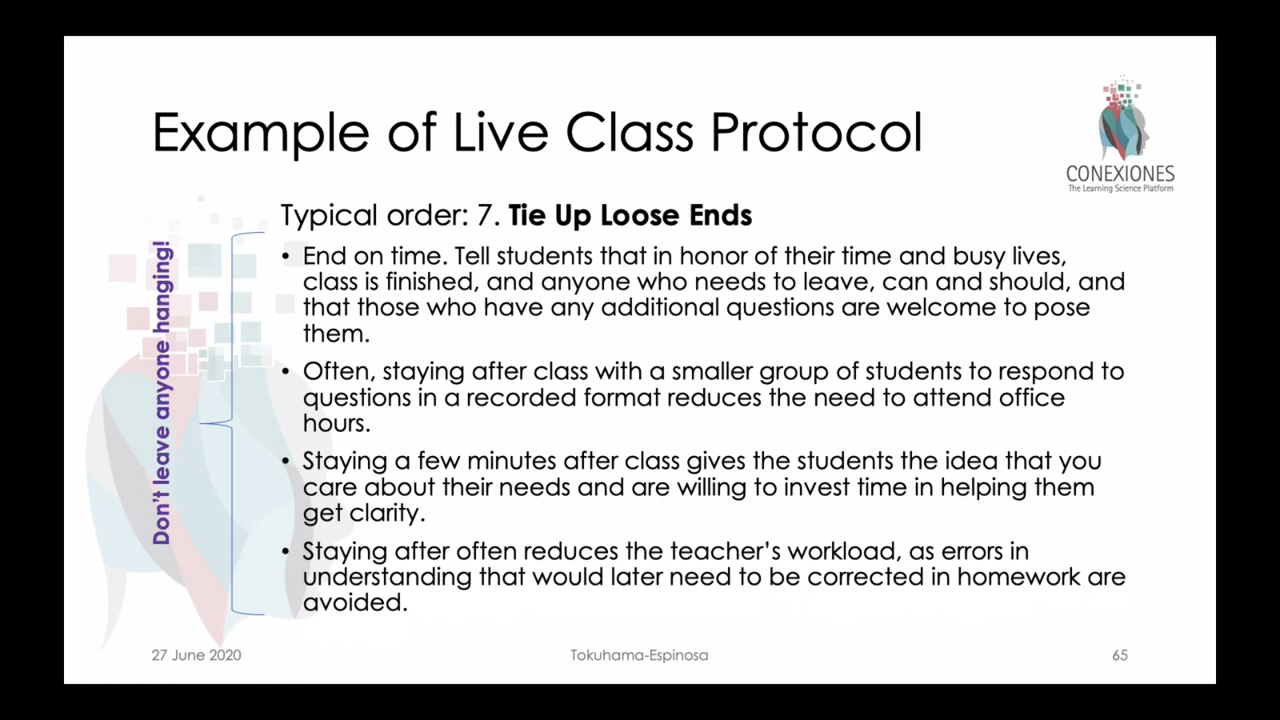 Example of Live Class Protocol
CONEXIONES
The Learning Science Platform
Typical order: 7. Tie Up Loose Ends
Don't leave anyone hanging!
• End on time. Tell students that in honor of their time and busy lives,
class is finished, and anyone who needs to leave, can and should, and
that those who have any additional questions are welcome to pose
them.
• Often, staying after class with a smaller group of students to respond to
questions in a recorded format reduces the need to attend office
hours.
• Staying a few minutes after class gives the students the idea that you
care about their needs and are willing to invest time in helping them
get clarity.
• Staying after often reduces the teacher’s workload, as errors in
understanding that would later need to be corrected in homework are
avoided.
27 June 2020
Tokuhama-Espinosa
65